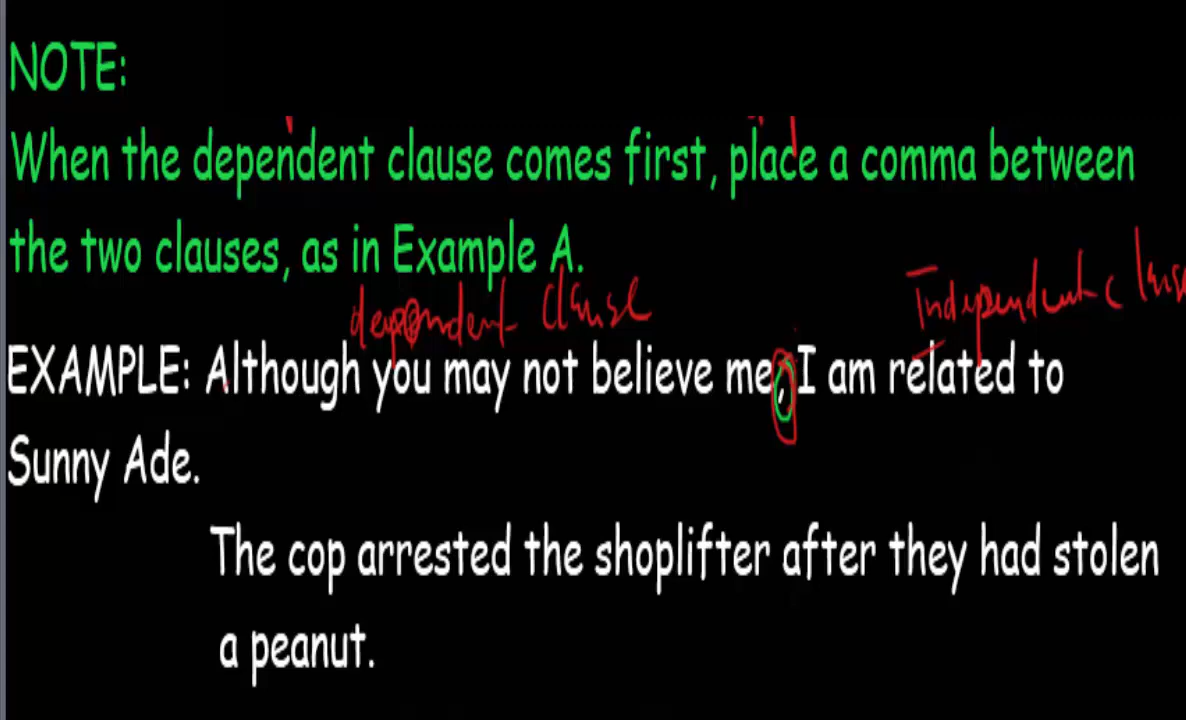 NOTE:
When the dependent clause comes first, place a comma between
the two clauses, as in Example A.
dependent clause Independent clause
EXAMPLE: Although you may not believe me, I am related to
Sunny Ade.
The cop arrested the shoplifter after they had stolen
a peanut.